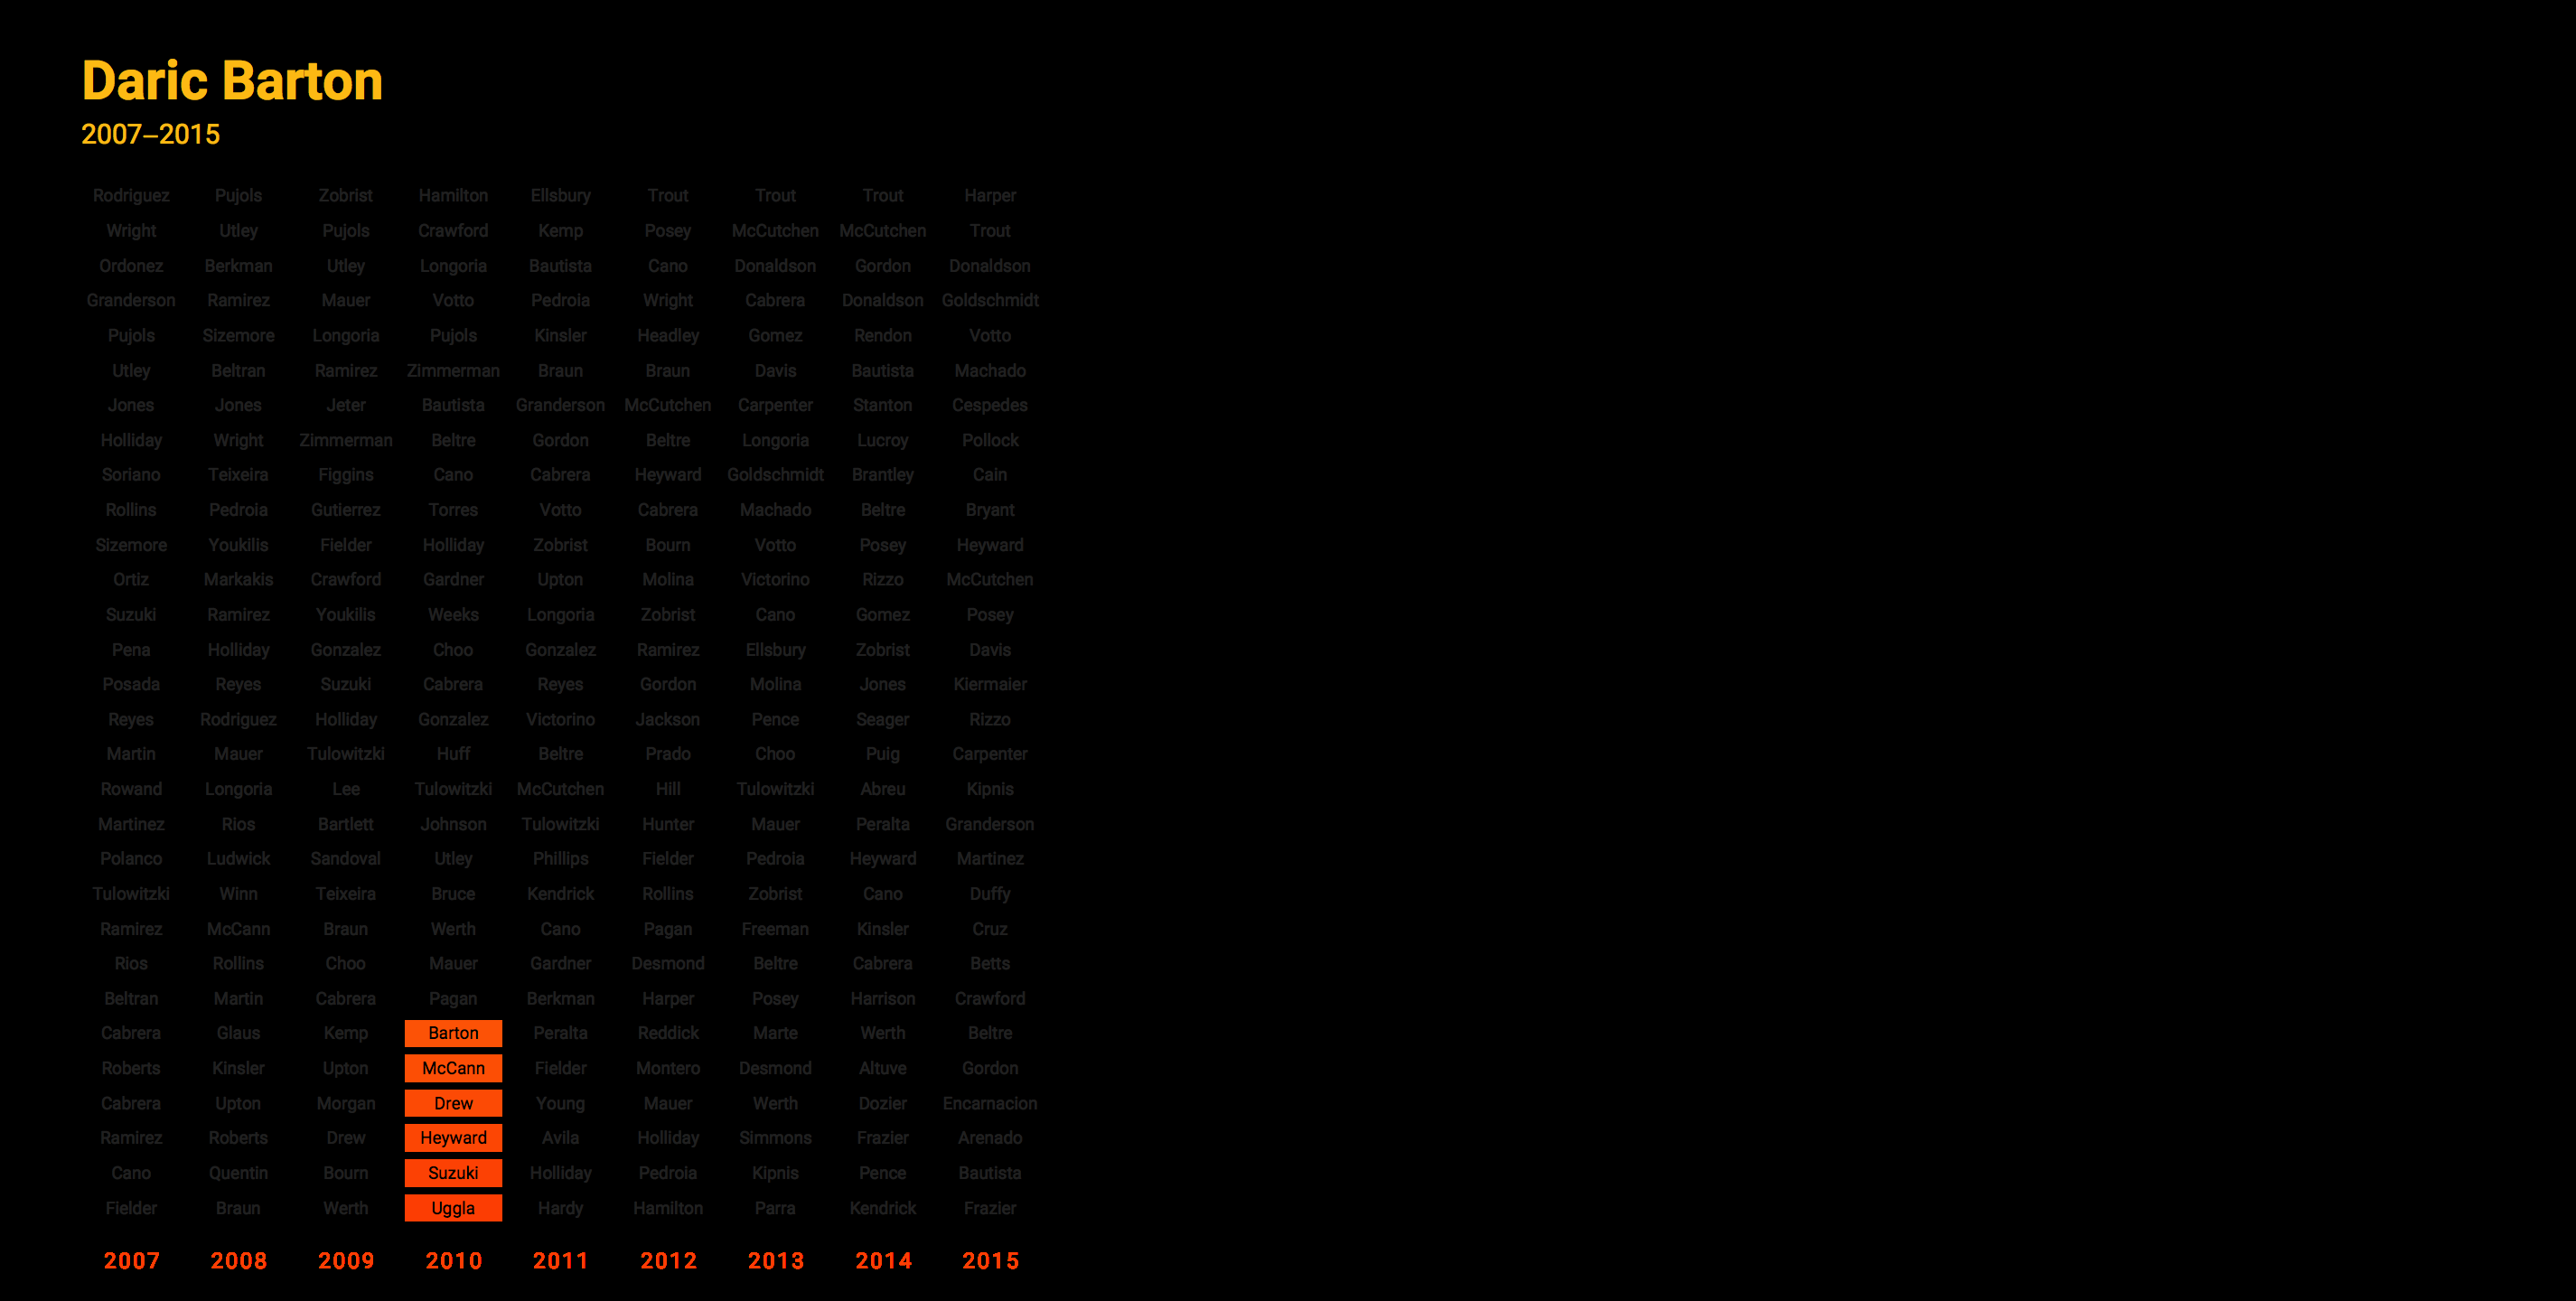 Daric Barton
2007–2015
Rodriguez Pujols Zobrist Hamilton Ellsbury Trout Trout Trout Harper
Wright Utley Pujols Crawford Kemp Posey McCutchen McCutchen Trout
Ordonez Berkman Utley Longoria Bautista Cano Donaldson Gordon Donaldson
Granderson Ramirez Mauer Votto Pedroia Wright Cabrera Donaldson Goldschmidt
Pujols Sizemore Longoria Pujols Kinsler Headley Gomez Rendon Votto
Utley Beltran Ramirez Zimmerman Braun Braun Davis Bautista Machado
Jones Jones Jeter Bautista Granderson McCutchen Carpenter Stanton Cespedes
Holliday Wright Zimmerman Beltre Gordon Beltre Longoria Lucroy Pollock
Soriano Teixeira Figgins Cano Cabrera Heyward Goldschmidt Brantley Cain
Rollins Pedroia Gutierrez Torres Votto Cabrera Machado Beltre Bryant
Sizemore Youkilis Fielder Holliday Zobrist Bourn Votto Posey Heyward
Ortiz Markakis Crawford Gardner Upton Molina Victorino Rizzo McCutchen
Suzuki Ramirez Youkilis Weeks Longoria Zobrist Cano Gomez Posey
Pena Holliday Gonzalez Choo Gonzalez Ramirez Ellsbury Zobrist Davis
Posada Reyes Suzuki Cabrera Reyes Gordon Molina Jones Kiermaier
Reyes Rodriguez Holliday Gonzalez Victorino Jackson Pence Seager Rizzo
Martin Mauer Tulowitzki Huff Beltre Prado Choo Puig Carpenter
Rowand Longoria Lee Tulowitzki McCutchen Hill Tulowitzki Abreu Kipnis
Martinez Rios Bartlett Johnson Tulowitzki Hunter Mauer Peralta Granderson
Polanco Ludwick Sandoval Utley Phillips Fielder Pedroia Heyward Martinez
Tulowitzki Winn Teixeira Bruce Kendrick Rollins Zobrist Cano Duffy
Ramirez McCann Braun Werth Cano Pagan Freeman Kinsler Cruz
Rios Rollins Choo Mauer Gardner Desmond Beltre Cabrera Betts
Beltran Martin Cabrera Pagan Berkman Harper Posey Harrison Crawford
Cabrera Glaus Kemp Barton Peralta Reddick Marte Werth Beltre
Roberts Kinsler Upton McCann Fielder Montero Desmond Altuve Gordon
Cabrera Upton Morgan Drew Young Mauer Werth Dozier Encarnacion
Ramirez Roberts Drew Heyward Avila Holliday Simmons Frazier Arenado
Cano Quentin Bourn Suzuki Holliday Pedroia Kipnis Pence Bautista
Fielder Braun Werth Uggla Hardy Hamilton Parra Kendrick Frazier
2007 2008 2009 2010 2011 2012 2013 2014 2015